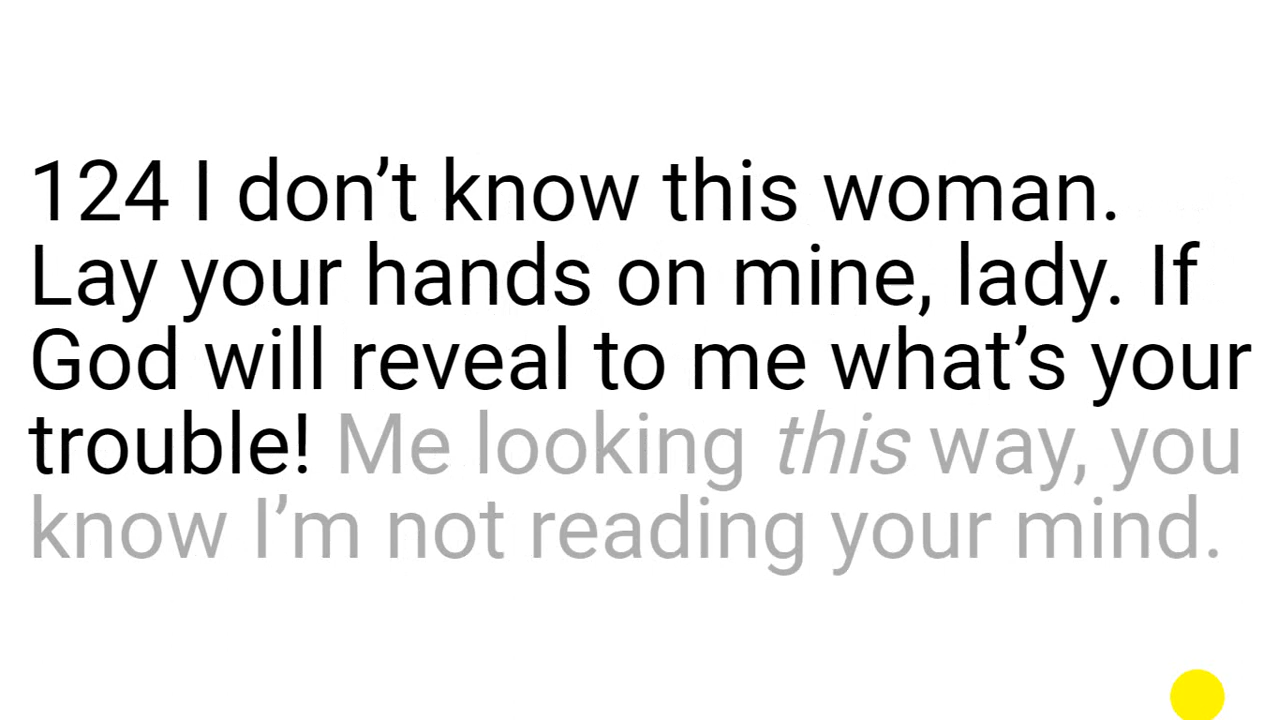 124 I don’t know this woman.
Lay your hands on mine, lady. If
God will reveal to me what’s your
trouble! Me looking this way, you
know I’m not reading your mind.